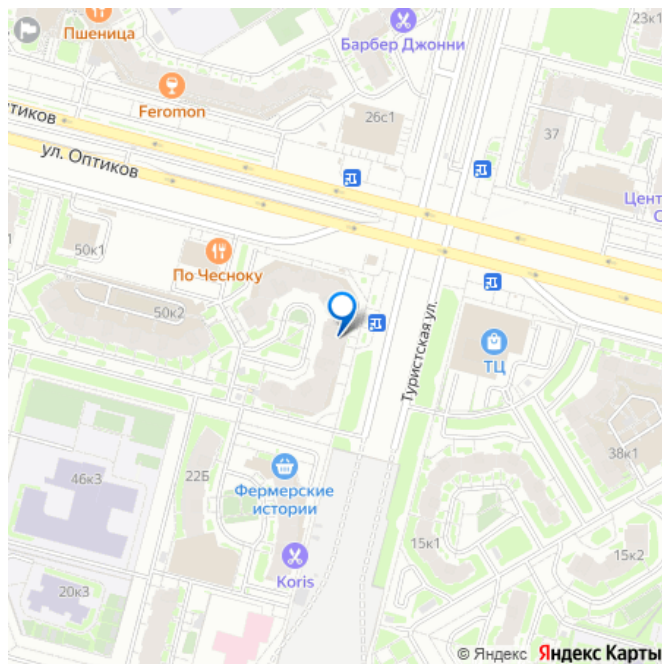 Пшеница
23к1
Барбер Джонни
Feromon
26с1
тиков
37
ул. Оптиков
Цент
С
50к1
По Чесноку
50к2
Туристская ул.
ТЦ
38к1
22Б
46к3
Фермерские
истории
15к1
15к2
Koris
20к3
© Яндекс Яндекс Карты